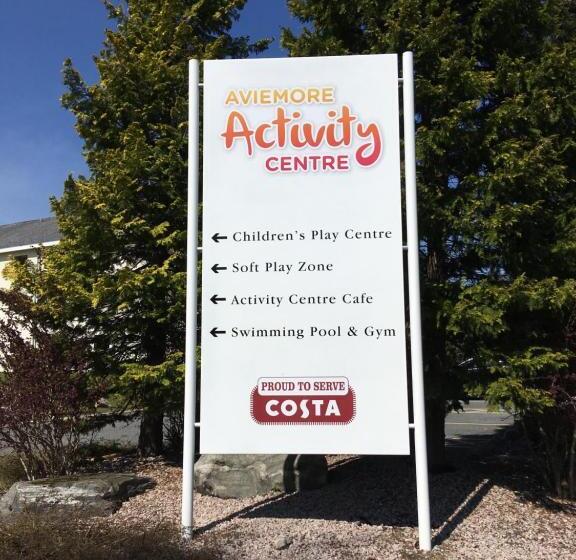 AVIEMORE
Activity
CENTRE
← Children's Play Centre
← Soft Play Zone
← Activity Centre Cafe
← Swimming Pool & Gym
PROUD TO SERVE
COSTA